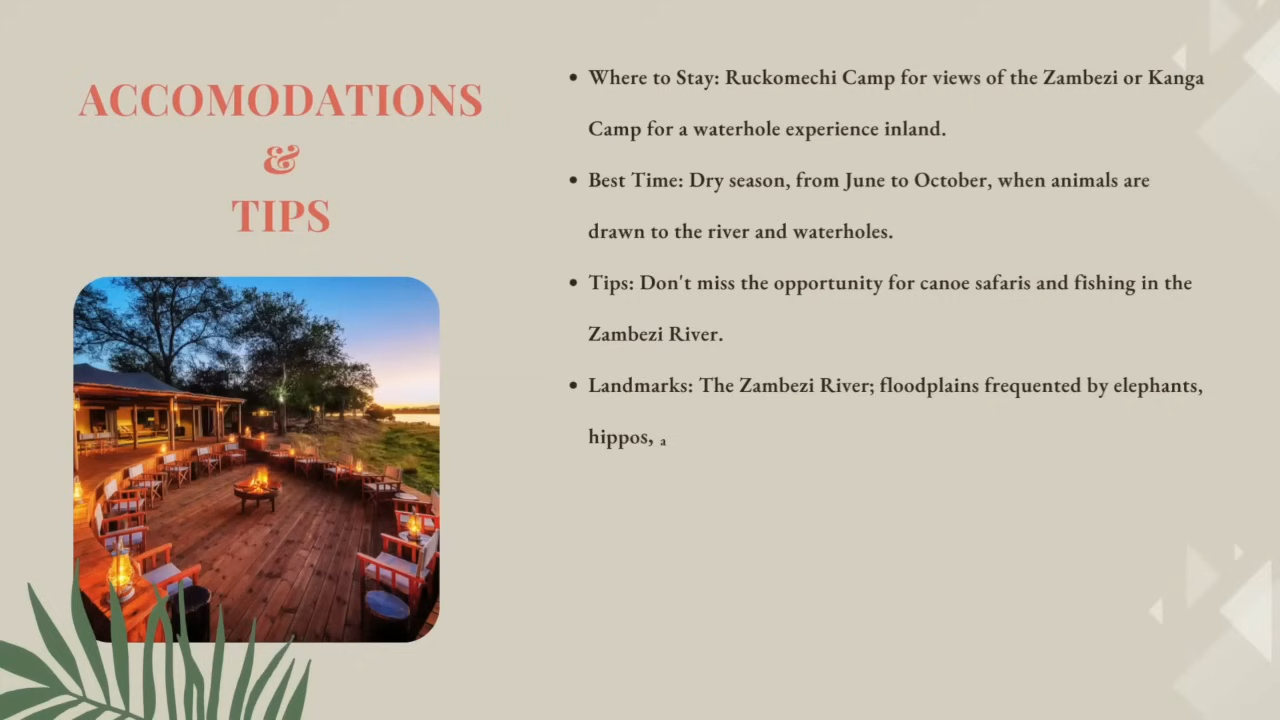 ACCOMODATIONS
&
TIPS
• Where to Stay: Ruckomechi Camp for views of the Zambezi or Kanga
Camp for a waterhole experience inland.
• Best Time: Dry season, from June to October, when animals are
drawn to the river and waterholes.
• Tips: Don't miss the opportunity for canoe safaris and fishing in the
Zambezi River.
• Landmarks: The Zambezi River; floodplains frequented by elephants,
hippos, a